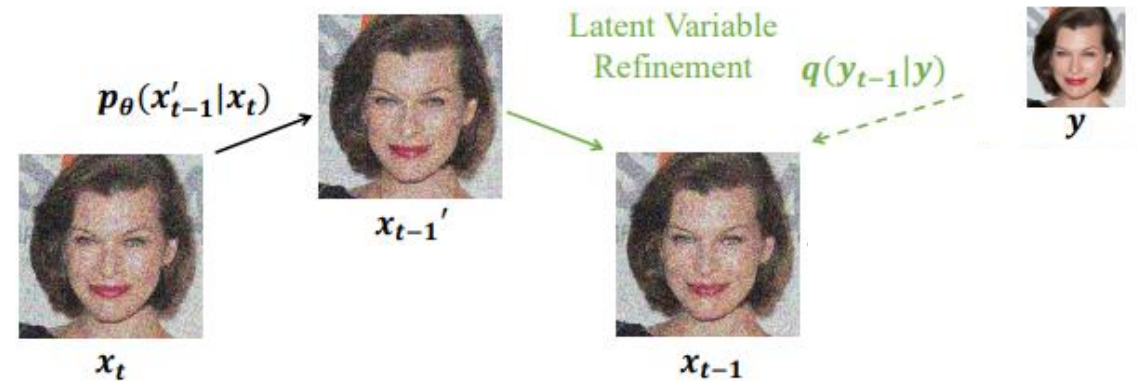 Latent Variable
Refinement
q(y_{t-1}|y)
p_θ(x'_{t-1}|x_t)
y
x_{t-1}'
x_t
x_{t-1}